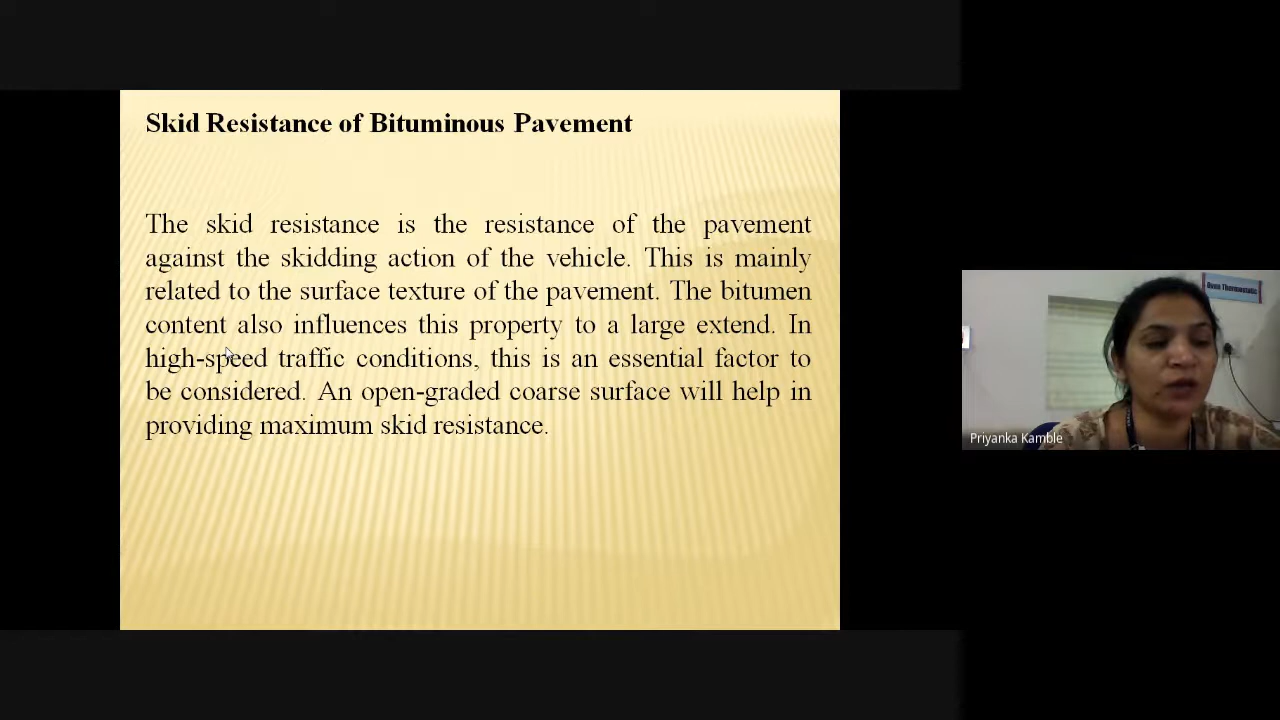 Skid Resistance of Bituminous Pavement
The skid resistance is the resistance of the pavement
against the skidding action of the vehicle. This is mainly
related to the surface texture of the pavement. The bitumen
content also influences this property to a large extend. In
high-speed traffic conditions, this is an essential factor to
be considered. An open-graded coarse surface will help in
providing maximum skid resistance.
Oven Thermostatic
Priyanka Kamble